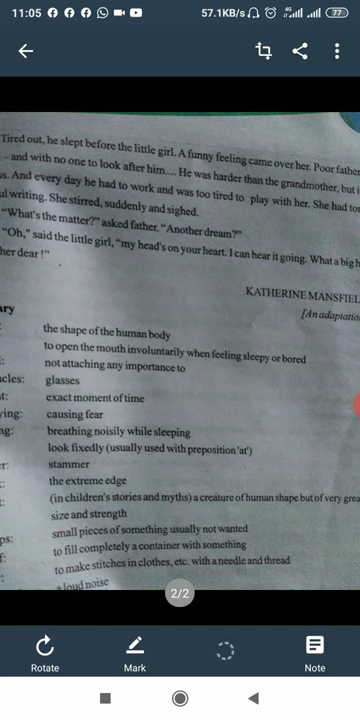 11:05
57.1KB/s 4G 77
Tired out, he slept before the little girl. A funny feeling came over her. Poor father
– and with no one to look after him.... He was harder than the grandmother, but
s. And every day he had to work and was too tired to play with her. She had
ul writing. She stirred, suddenly and sighed.
“What's the matter?” asked father. “Another dream?”
“Oh,” said the little girl, “my head's on your heart. I can hear it going. What a big h
her dear !”
KATHERINE MANSFIEL
[An adaptatio
ary
the shape of the human body
to open the mouth involuntarily when feeling sleepy or bored
not attaching any importance to
acles: glasses
t: exact moment of time
ying: causing fear
ng: breathing noisily while sleeping
look fixedly (usually used with preposition 'at')
er: stammer
the extreme edge
(in children's stories and myths) a creature of human shape but of very grea
size and strength
ps: small pieces of something usually not wanted
f: to fill completely a container with something
to make stitches in clothes, etc. with a needle and thread
a loud noise
2/2
Rotate Mark Note